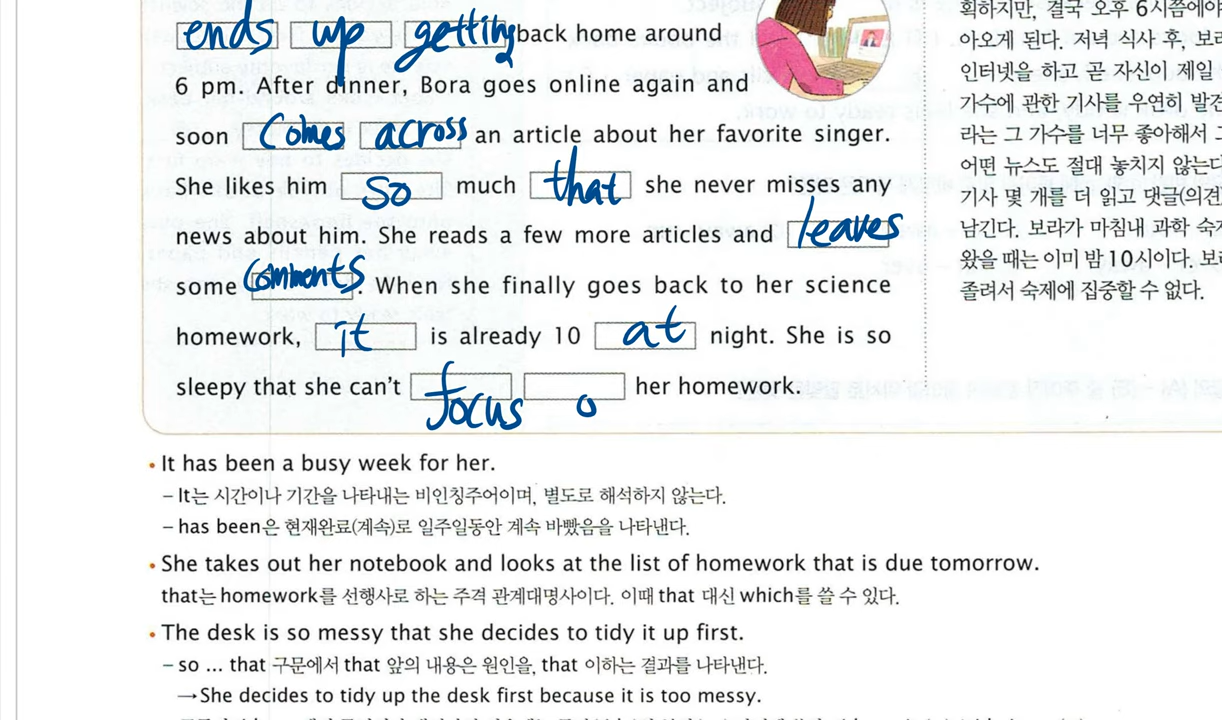 ends up getting back home around
6 pm. After dinner, Bora goes online again and
soon comes across an article about her favorite singer.
She likes him so much that she never misses any
news about him. She reads a few more articles and leaves
some comments. When she finally goes back to her science
homework, it is already 10 at night. She is so
sleepy that she can't focus o her homework.
획하지만, 결국 오후 6시쯤에야
아오게 된다. 저녁 식사 후, 보라
인터넷을 하고 곧 자신이 제일
가수에 관한 기사를 우연히 발견
라는 그 가수를 너무 좋아해서 그
어떤 뉴스도 절대 놓치지 않는다
기사 몇 개를 더 읽고 댓글(의견
남긴다. 보라가 마침내 과학 숙제
왔을 때는 이미 밤 10시이다. 보라
졸려서 숙제에 집중할 수 없다.
• It has been a busy week for her.
– It는 시간이나 기간을 나타내는 비인칭주어이며, 별도로 해석하지 않는다.
– has been은 현재완료(계속)로 일주일동안 계속 바빴음을 나타낸다.
• She takes out her notebook and looks at the list of homework that is due tomorrow.
that는 homework를 선행사로 하는 주격 관계대명사이다. 이때 that 대신 which를 쓸 수 있다.
• The desk is so messy that she decides to tidy it up first.
– so ... that 구문에서 that 앞의 내용은 원인을, that 이하는 결과를 나타낸다.
→ She decides to tidy up the desk first because it is too messy.